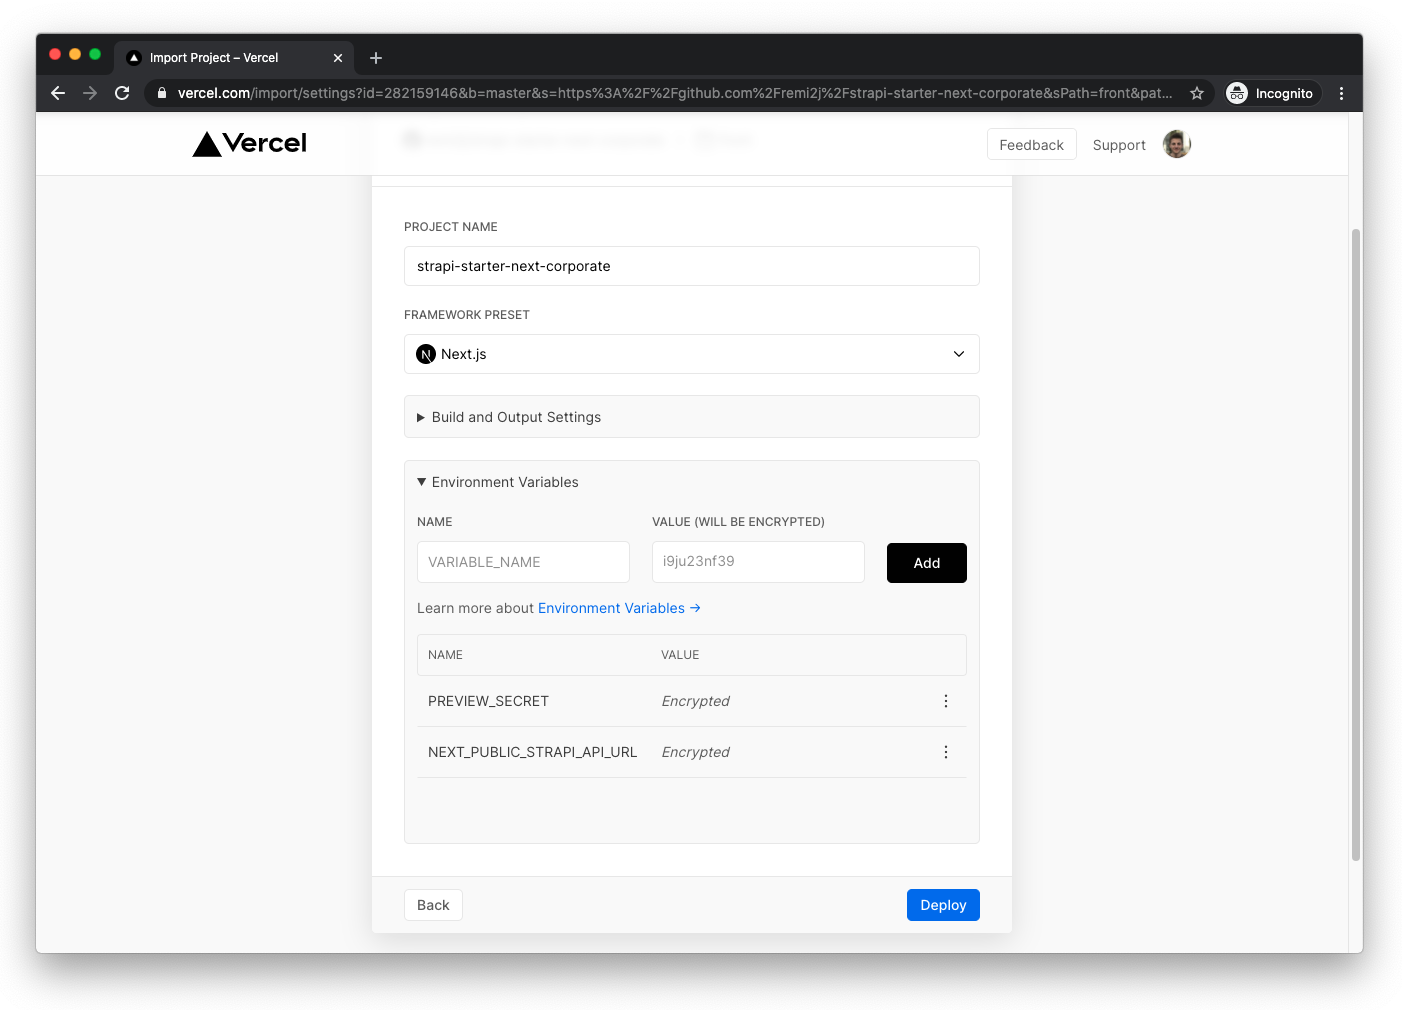 Import Project – Vercel
vercel.com/import/settings?id=282159146&b=master&s=https%3A%2F%2Fgithub.com%2Fremi2j%2Fstrapi-starter-next-corporate&sPath=front&pat...
Incognito
Vercel
Feedback
Support
PROJECT NAME
strapi-starter-next-corporate
FRAMEWORK PRESET
N Next.js
Build and Output Settings
Environment Variables
NAME VALUE (WILL BE ENCRYPTED)
VARIABLE_NAME i9ju23nf39 Add
Learn more about Environment Variables →
NAME VALUE
PREVIEW_SECRET Encrypted
NEXT_PUBLIC_STRAPI_API_URL Encrypted
Back Deploy